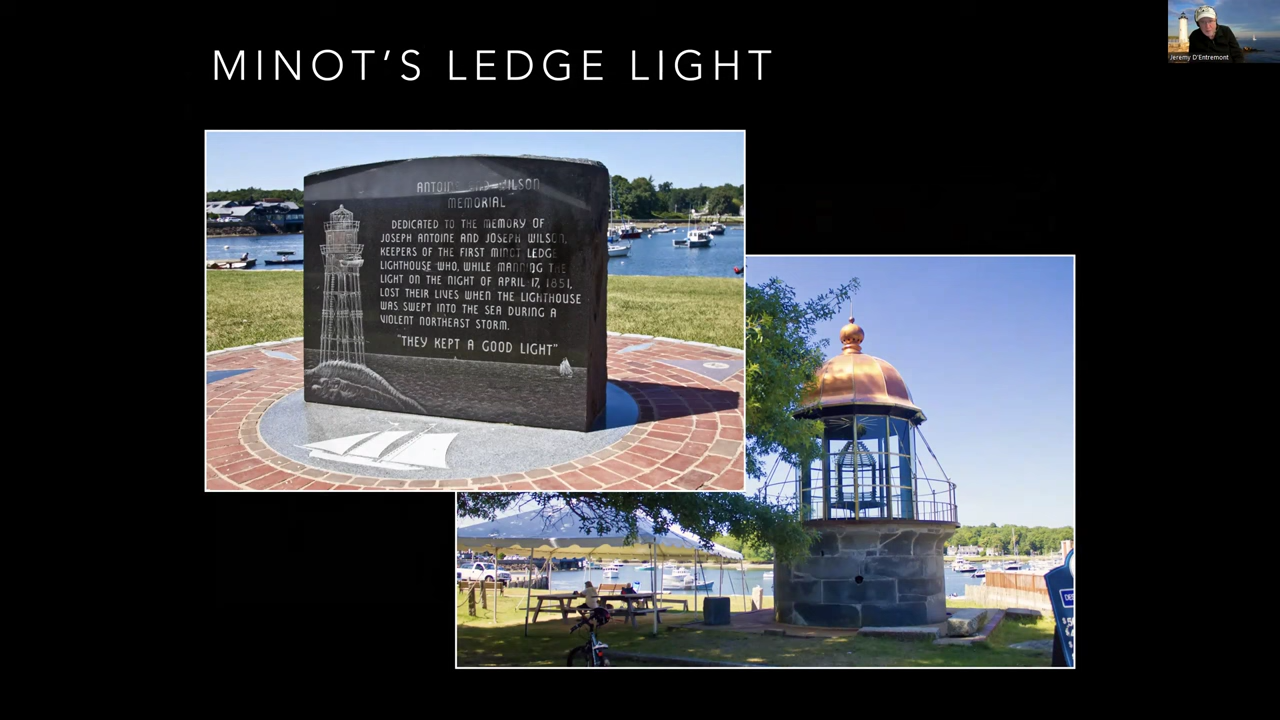 MINOT'S LEDGE LIGHT
Jeremy D'Entremont
MEMORIAL
DEDICATED TO THE MEMORY OF
JOSEPH ANTOINE AND JOSEPH WILSON,
KEEPERS OF THE FIRST MINOT LEDGE
LIGHTHOUSE WHO, WHILE MANNING THE
LIGHT ON THE NIGHT OF APRIL 17, 1851,
LOST THEIR LIVES WHEN THE LIGHTHOUSE
WAS SWEPT INTO THE SEA DURING A
VIOLENT NORTHEAST STORM.
"THEY KEPT A GOOD LIGHT"